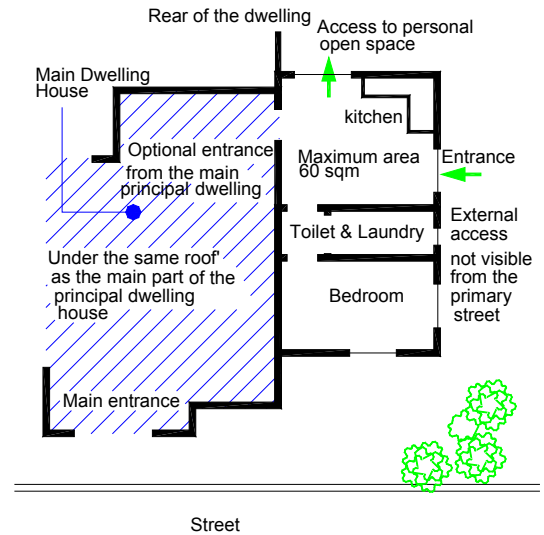 Rear of the dwelling
Access to personal
open space
Main Dwelling
House
kitchen
Optional entrance
from the main
principal dwelling
Maximum area
60 sqm
Entrance
Toilet & Laundry
External
access
not visible
from the
primary
street
Under the same roof'
as the main part of the
principal dwelling
house
Bedroom
Main entrance
Street